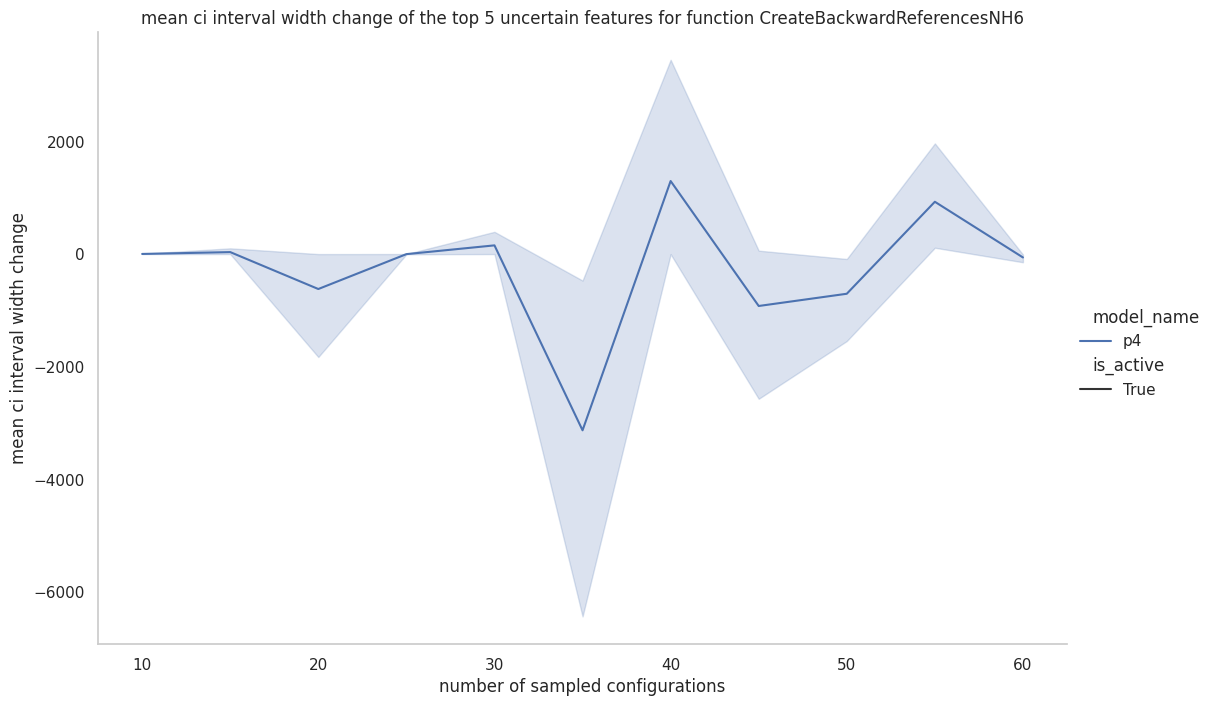 mean ci interval width change of the top 5 uncertain features for function CreateBackwardReferencesNH6
mean ci interval width change
2000
0
−2000
−4000
−6000
10
20
30
40
50
60
number of sampled configurations
model_name
p4
is_active
True